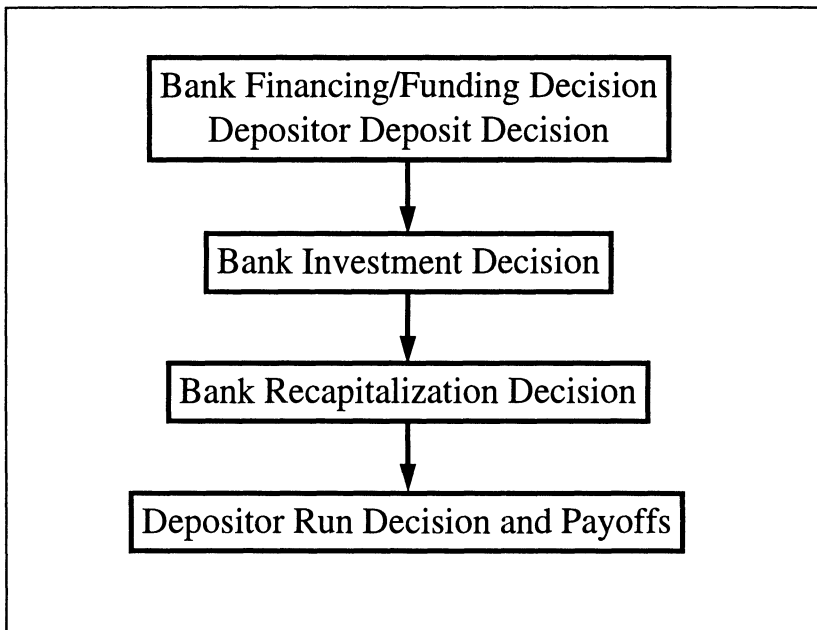 Bank Financing/Funding Decision
Depositor Deposit Decision
Bank Investment Decision
Bank Recapitalization Decision
Depositor Run Decision and Payoffs